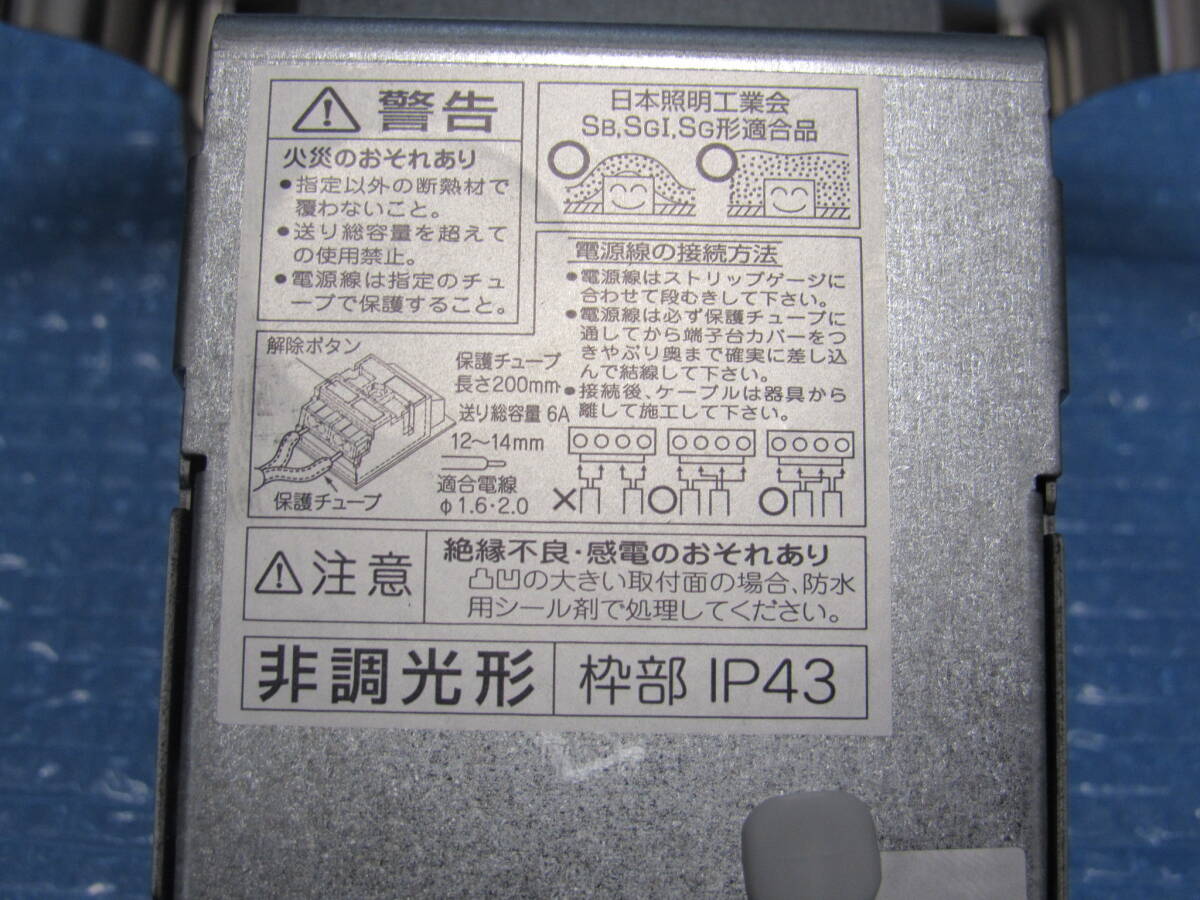 警告
火災のおそれあり
●指定以外の断熱材で
覆わないこと。
●送り総容量を超えて
の使用禁止。
●電源線は指定のチュ
ーブで保護すること。
日本照明工業会
SB,SGI,SG形適合品
電源線の接続方法
●電源線はストリップゲージに
合わせて段むきして下さい。
●電源線は必ず保護チューブに
通してから端子台カバーをつ
きやぶり奥まで確実に差し込
んで結線して下さい。
●接続後、ケーブルは器具から
離して施工して下さい。
解除ボタン
保護チューブ
長さ200mm
送り総容量 6A
12～14mm
適合電線
φ1.6・2.0
保護チューブ
注意
絶縁不良・感電のおそれあり
凸凹の大きい取付面の場合、防水
用シール剤で処理してください。
非調光形
枠部 IP43